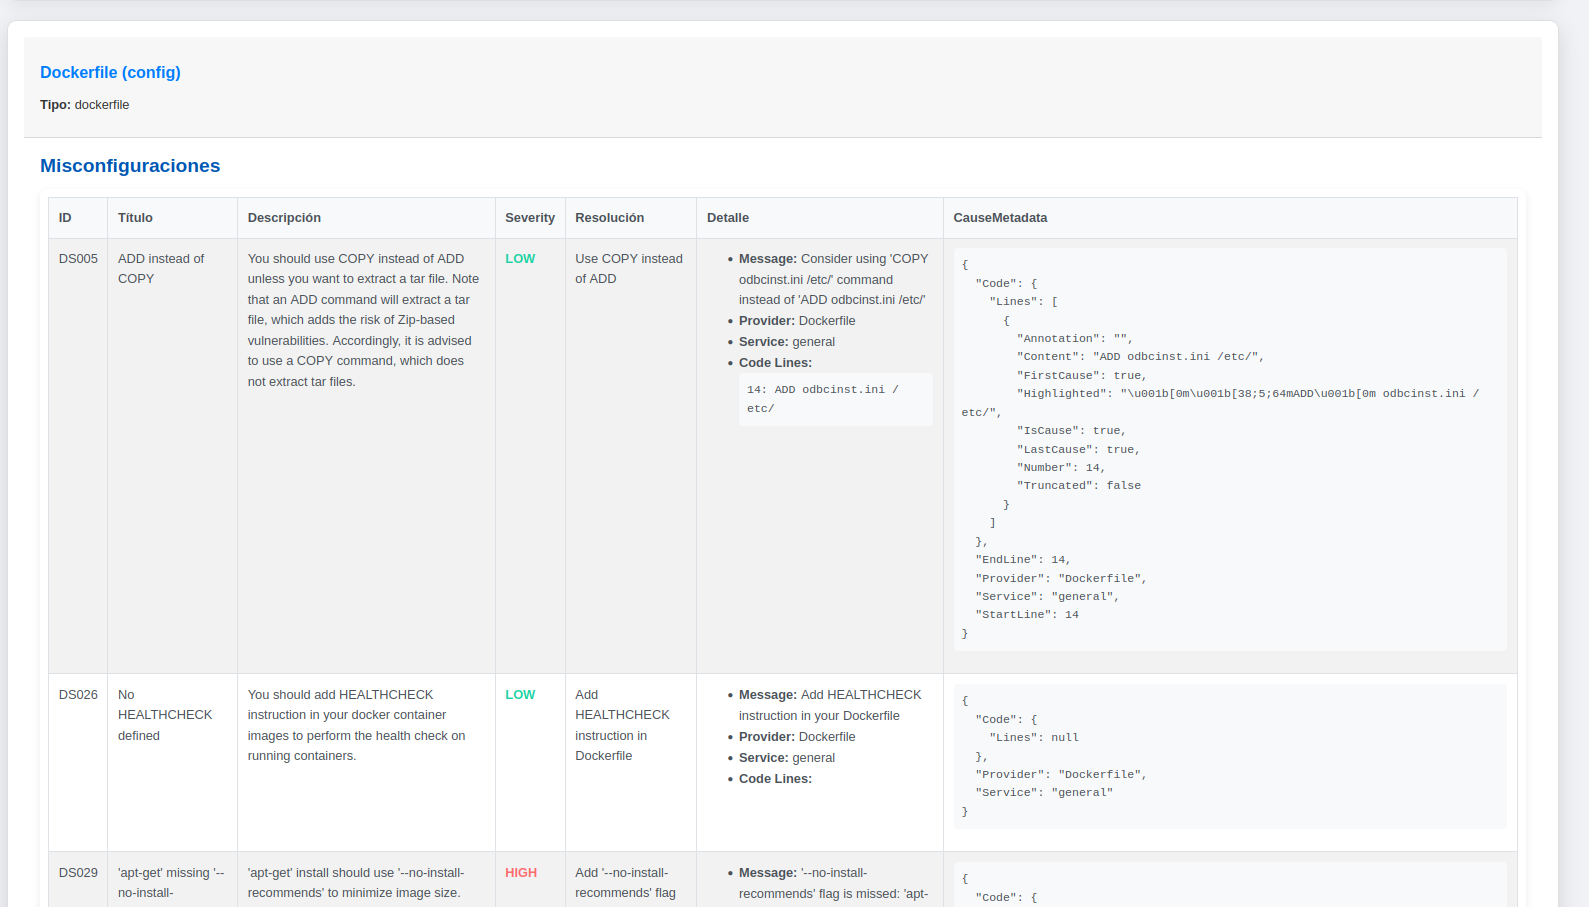 Dockerfile (config)
Tipo: dockerfile
Misconfiguraciones
ID
Título
Descripción
Severity
Resolución
Detalle
CauseMetadata
DS005
ADD instead of
COPY
You should use COPY instead of ADD
unless you want to extract a tar file. Note
that an ADD command will extract a tar
file, which adds the risk of Zip-based
vulnerabilities. Accordingly, it is advised
to use a COPY command, which does
not extract tar files.
LOW
Use COPY instead
of ADD
• Message: Consider using 'COPY
odbcinst.ini /etc/' command
instead of 'ADD odbcinst.ini /etc/'
• Provider: Dockerfile
• Service: general
• Code Lines:
14: ADD odbcinst.ini /
etc/
{
"Code": {
"Lines": [
{
"Annotation": "",
"Content": "ADD odbcinst.ini /etc/",
"FirstCause": true,
"Highlighted": "\u001b[0m\u001b[38;5;64mADD\u001b[0m odbcinst.ini /
etc/",
"IsCause": true,
"LastCause": true,
"Number": 14,
"Truncated": false
}
]
},
"EndLine": 14,
"Provider": "Dockerfile",
"Service": "general",
"StartLine": 14
}
DS026
No
HEALTHCHECK
defined
You should add HEALTHCHECK
instruction in your docker container
images to perform the health check on
running containers.
LOW
Add
HEALTHCHECK
instruction in
Dockerfile
• Message: Add HEALTHCHECK
instruction in your Dockerfile
• Provider: Dockerfile
• Service: general
• Code Lines:
{
"Code": {
"Lines": null
},
"Provider": "Dockerfile",
"Service": "general"
}
DS029
'apt-get' missing '--
no-install-
'apt-get' install should use '--no-install-
recommends' to minimize image size.
HIGH
Add '--no-install-
recommends' flag
• Message: '--no-install-
recommends' flag is missed: 'apt-
{
"Code": {